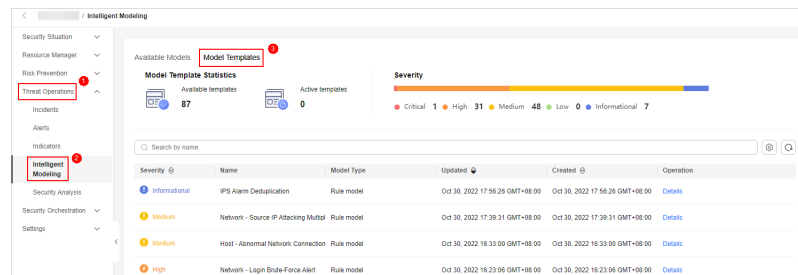 / Intelligent Modeling
Security Situation
Resource Manager
Risk Prevention
1
Threat Operations
Incidents
Alerts
Indicators
2
Intelligent
Modeling
Security Analysis
Security Orchestration
Settings
Available Models Model Templates 3
Model Template Statistics
Available templates
87
Active templates
0
Severity
Critical 1 High 31 Medium 48 Low 0 Informational 7
Search by name.
Severity Name Model Type Updated Created Operation
Informational IPS Alarm Deduplication Rule model Oct 30, 2022 17:56:26 GMT+08:00 Oct 30, 2022 17:56:26 GMT+08:00 Details
Medium Network - Source IP Attacking Multipl Rule model Oct 30, 2022 17:39:31 GMT+08:00 Oct 30, 2022 17:39:31 GMT+08:00 Details
Medium Host - Abnormal Network Connection Rule model Oct 30, 2022 16:33:00 GMT+08:00 Oct 30, 2022 16:33:00 GMT+08:00 Details
High Network - Login Brute-Force Alert Rule model Oct 30, 2022 16:23:06 GMT+08:00 Oct 30, 2022 16:23:06 GMT+08:00 Details